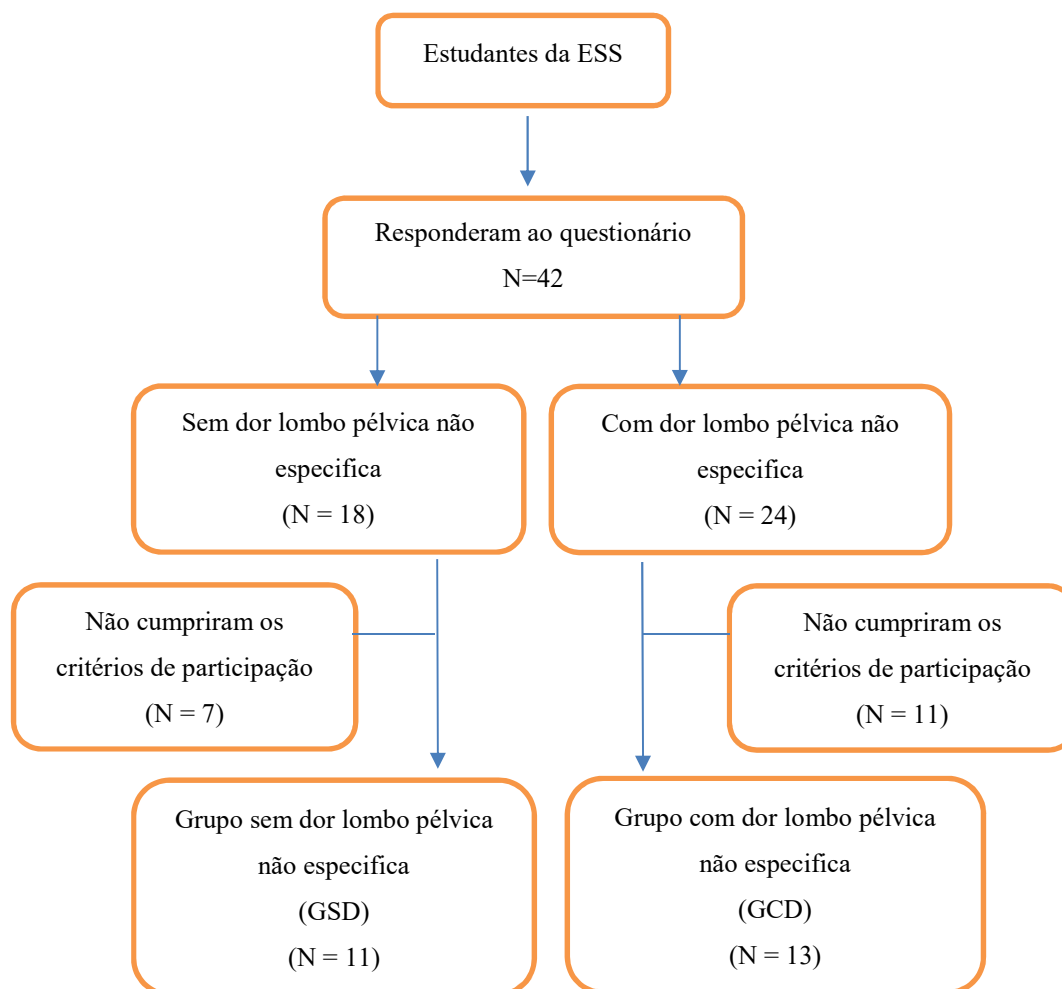 Estudantes da ESS
Responderam ao questionário
N=42
Sem dor lombo pélvica não
especifica
(N = 18)
Com dor lombo pélvica não
especifica
(N = 24)
Não cumpriram os
critérios de participação
(N = 7)
Não cumpriram os
critérios de participação
(N = 11)
Grupo sem dor lombo pélvica
não especifica
(GSD)
(N = 11)
Grupo com dor lombo pélvica
não especifica
(GCD)
(N = 13)